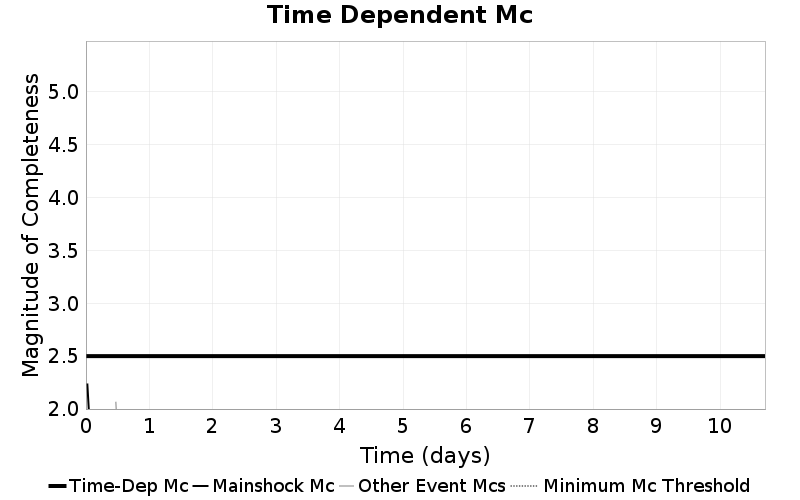 Time Dependent Mc
Magnitude of Completeness
5.0
4.5
4.0
3.5
3.0
2.5
2.0
0 1 2 3 4 5 6 7 8 9 10
Time (days)
Time-Dep Mc Mainshock Mc Other Event Mcs Minimum Mc Threshold